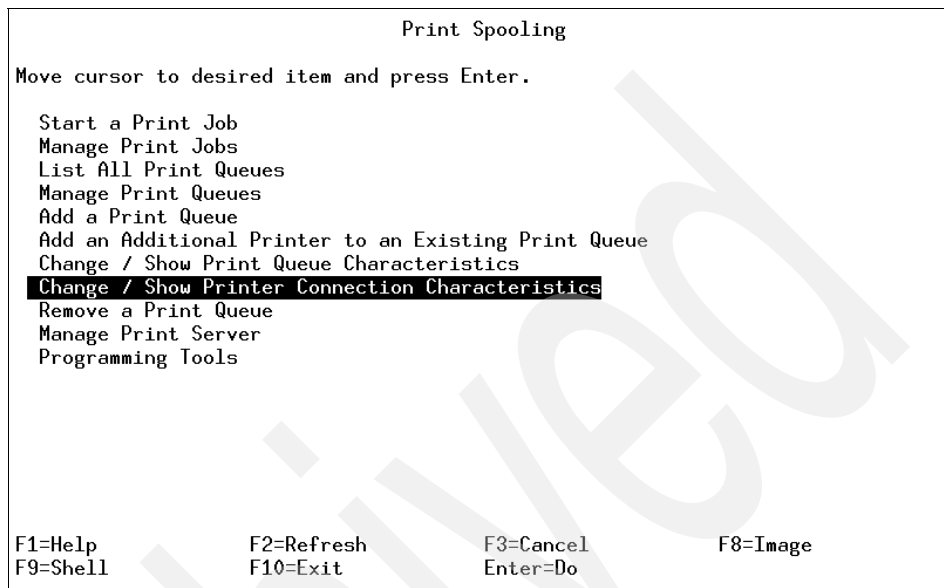 Print Spooling
Move cursor to desired item and press Enter.
Start a Print Job
Manage Print Jobs
List All Print Queues
Manage Print Queues
Add a Print Queue
Add an Additional Printer to an Existing Print Queue
Change / Show Print Queue Characteristics
Change / Show Printer Connection Characteristics
Remove a Print Queue
Manage Print Server
Programming Tools
F1=Help F2=Refresh F3=Cancel F8=Image
F9=Shell F10=Exit Enter=Do